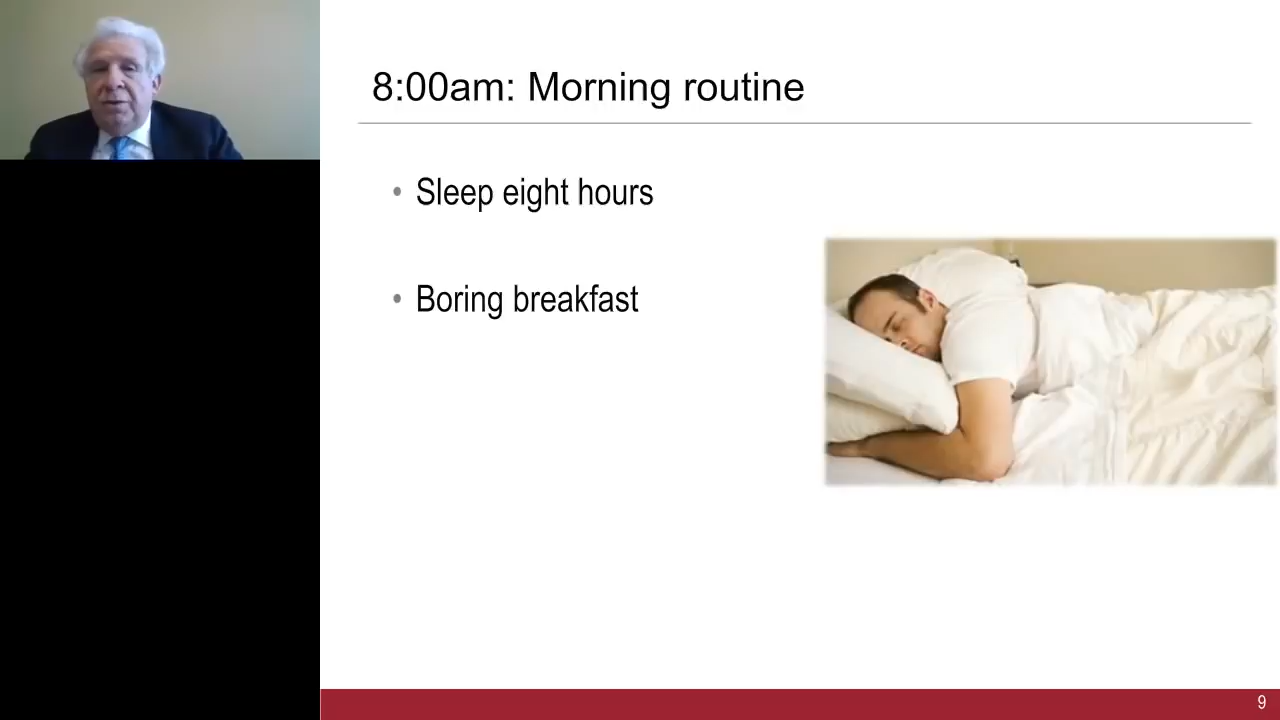 8:00am: Morning routine
• Sleep eight hours
• Boring breakfast
9